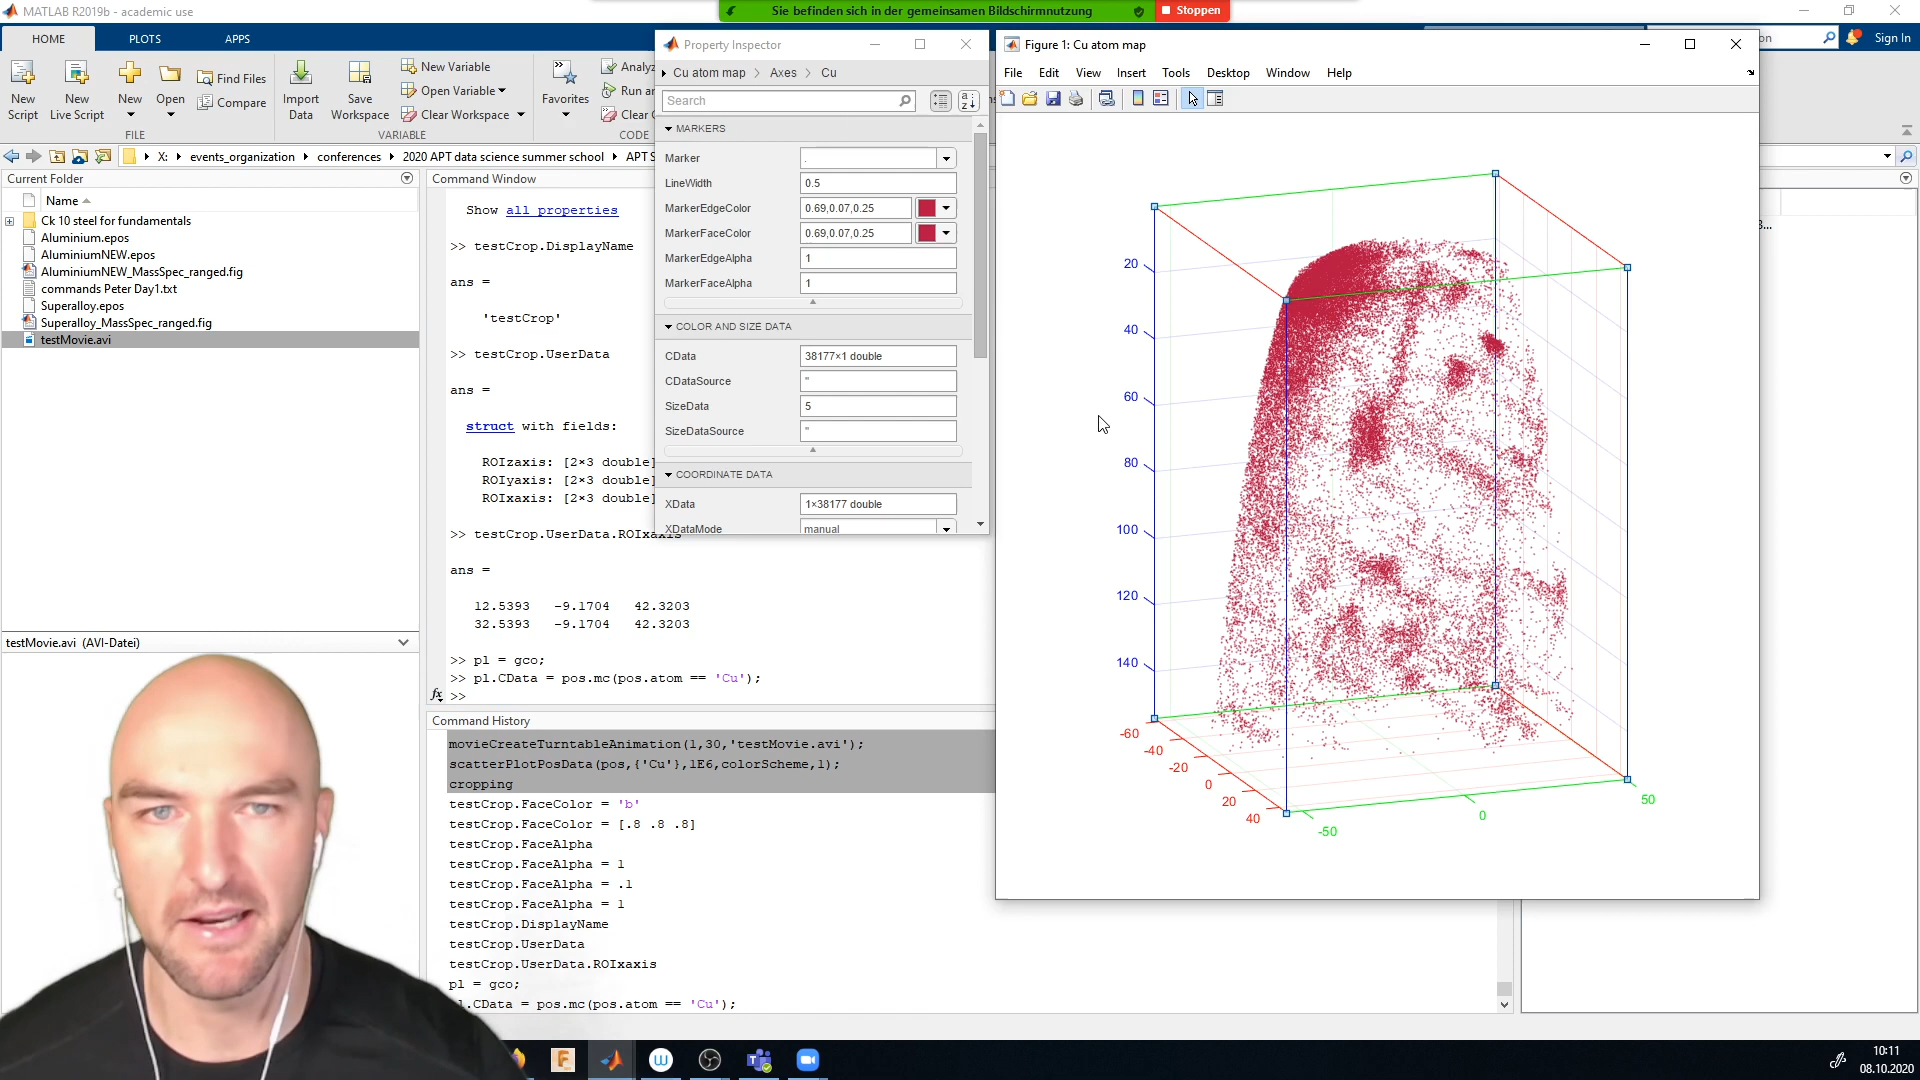 MATLAB R2019b - academic use
Sie befinden sich in der gemeinsamen Bildschirmnutzung
Stoppen
HOME
PLOTS
APPS
Sign In
New
Script
New
Live Script
New
Open
Find Files
Compare
FILE
Import
Data
Save
Workspace
New Variable
Open Variable
Clear Workspace
VARIABLE
Favorites
Analy
Run an
Clear
CODE
X: events_organization conferences 2020 APT data science summer school APT S
Current Folder
Name
Ck 10 steel for fundamentals
Aluminium.epos
AluminiumNEW.epos
AluminiumNEW_MassSpec_ranged.fig
commands Peter Day1.txt
Superalloy.epos
Superalloy_MassSpec_ranged.fig
testMovie.avi
testMovie.avi (AVI-Datei)
Command Window
Show all properties
>> testCrop.DisplayName
ans =
'testCrop'
>> testCrop.UserData
ans =
struct with fields:
ROIzaxis: [2×3 double]
ROIyaxis: [2×3 double]
ROIxaxis: [2×3 double]
>> testCrop.UserData.ROIxaxis
ans =
12.5393 -9.1704 42.3203
32.5393 -9.1704 42.3203
>> pl = gco;
>> pl.CData = pos.mc(pos.atom == 'Cu');
fx >>
Command History
movieCreateTurntableAnimation(1,30,'testMovie.avi');
scatterPlotPosData(pos,{'Cu'},1E6,colorScheme,1);
cropping
testCrop.FaceColor = 'b'
testCrop.FaceColor = [.8 .8 .8]
testCrop.FaceAlpha
testCrop.FaceAlpha = 1
testCrop.FaceAlpha = .1
testCrop.FaceAlpha = 1
testCrop.DisplayName
testCrop.UserData
testCrop.UserData.ROIxaxis
pl = gco;
.CData = pos.mc(pos.atom == 'Cu');
Property Inspector
Cu atom map Axes Cu
Search
MARKERS
Marker .
LineWidth 0.5
MarkerEdgeColor 0.69,0.07,0.25
MarkerFaceColor 0.69,0.07,0.25
MarkerEdgeAlpha 1
MarkerFaceAlpha 1
COLOR AND SIZE DATA
CData 38177×1 double
CDataSource ''
SizeData 5
SizeDataSource ''
COORDINATE DATA
XData 1×38177 double
XDataMode manual
Figure 1: Cu atom map
File Edit View Insert Tools Desktop Window Help
20
40
60
80
100
120
140
-60
-40
-20
0
20
40
-50
0
50
10:11
08.10.2020